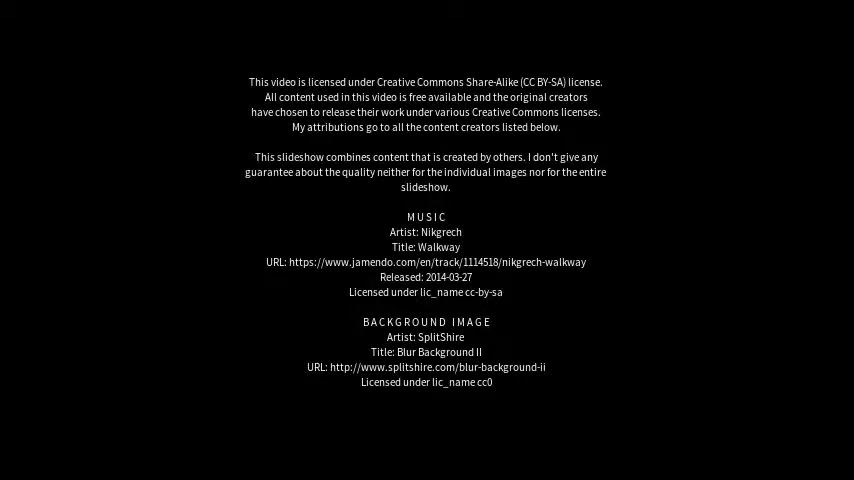 This video is licensed under Creative Commons Share-Alike (CC BY-SA) license.
All content used in this video is free available and the original creators
have chosen to release their work under various Creative Commons licenses.
My attributions go to all the content creators listed below.
This slideshow combines content that is created by others. I don't give any
guarantee about the quality neither for the individual images nor for the entire
slideshow.
MUSIC
Artist: Nikgrech
Title: Walkway
URL: https://www.jamendo.com/en/track/1114518/nikgrech-walkway
Released: 2014-03-27
Licensed under lic_name cc-by-sa
BACKGROUND IMAGE
Artist: SplitShire
Title: Blur Background II
URL: http://www.splitshire.com/blur-background-ii
Licensed under lic_name cc0